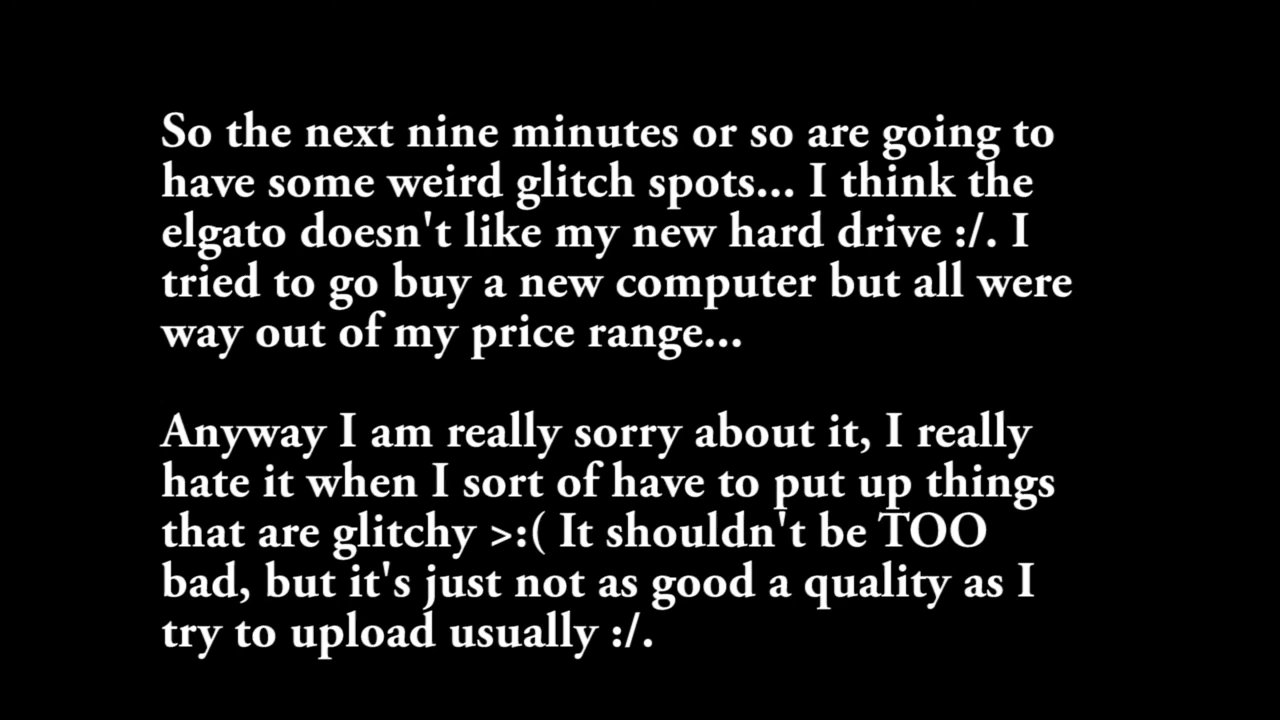 So the next nine minutes or so are going to
have some weird glitch spots... I think the
elgato doesn't like my new hard drive :/. I
tried to go buy a new computer but all were
way out of my price range...
Anyway I am really sorry about it, I really
hate it when I sort of have to put up things
that are glitchy >:( It shouldn't be TOO
bad, but it's just not as good a quality as I
try to upload usually :/.